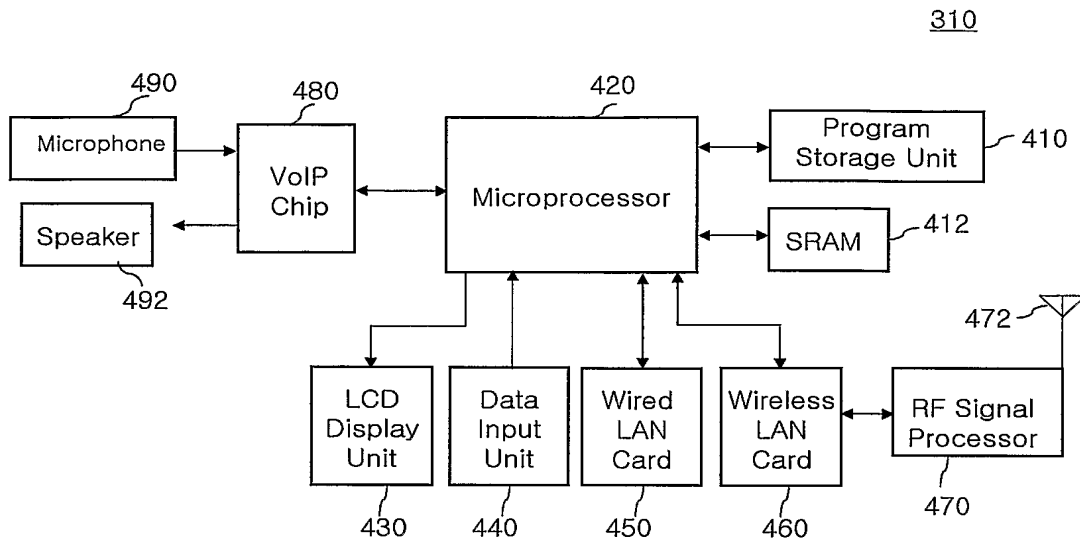 310
490
480
420
Microphone
VoIP
Chip
Microprocessor
Program
Storage Unit
410
Speaker
492
SRAM
412
472
LCD
Display
Unit
Data
Input
Unit
Wired
LAN
Card
Wireless
LAN
Card
RF Signal
Processor
430
440
450
460
470